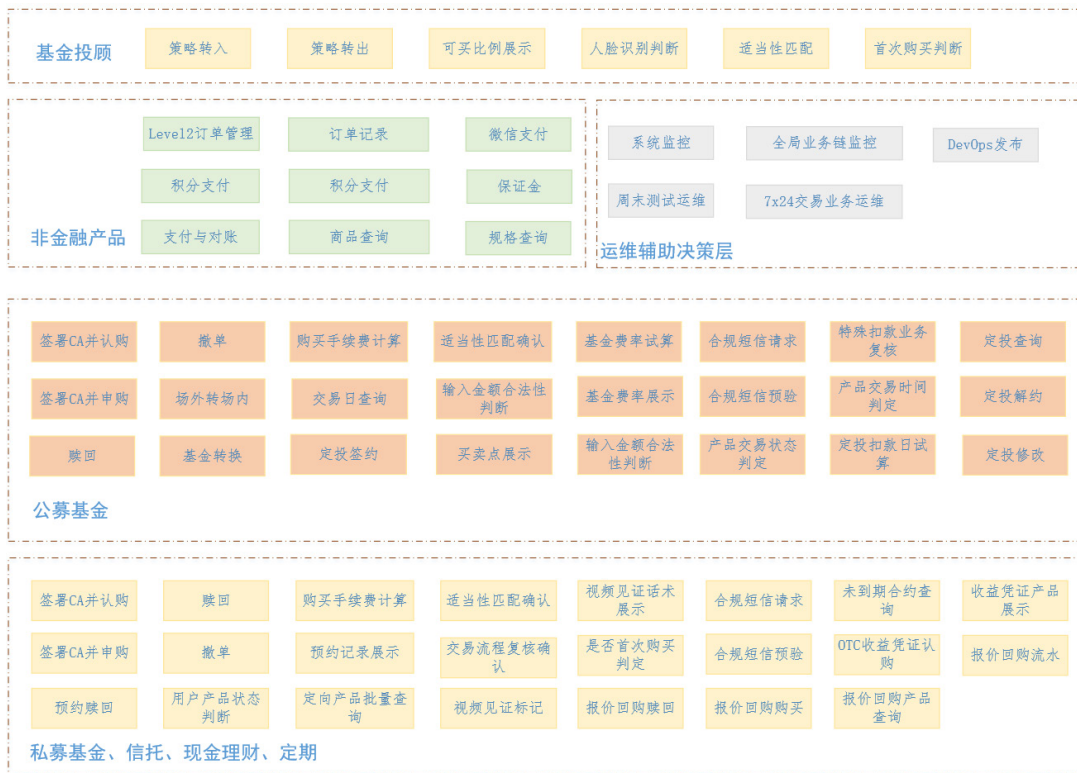 基金投顾
策略转入
策略转出
可买比例展示
人脸识别判断
适当性匹配
首次购买判断
Level2订单管理
订单记录
微信支付
积分支付
积分支付
保证金
支付与对账
商品查询
规格查询
非金融产品
系统监控
全局业务链监控
DevOps发布
周末测试运维
7x24交易业务运维
运维辅助决策层
签署CA并认购
撤单
购买手续费计算
适当性匹配确认
基金费率试算
合规短信请求
特殊扣款业务
复核
定投查询
签署CA并申购
场外转场内
交易日查询
输入金额合法性
判断
基金费率展示
合规短信预验
产品交易时间
判定
定投解约
赎回
基金转换
定投签约
买卖点展示
输入金额合法
性判断
产品交易状态
判定
定投扣款日试
算
定投修改
公募基金
签署CA并认购
赎回
购买手续费计算
适当性匹配确认
视频见证话术
展示
合规短信请求
未到期合约查
询
收益凭证产品
展示
签署CA并申购
撤单
预约记录展示
交易流程复核确
认
是否首次购买
判定
合规短信预验
OTC收益凭证认
购
报价回购流水
预约赎回
用户产品状态
判断
定向产品批量查
询
视频见证标记
报价回购赎回
报价回购购买
报价回购产品
查询
私募基金、信托、现金理财、定期